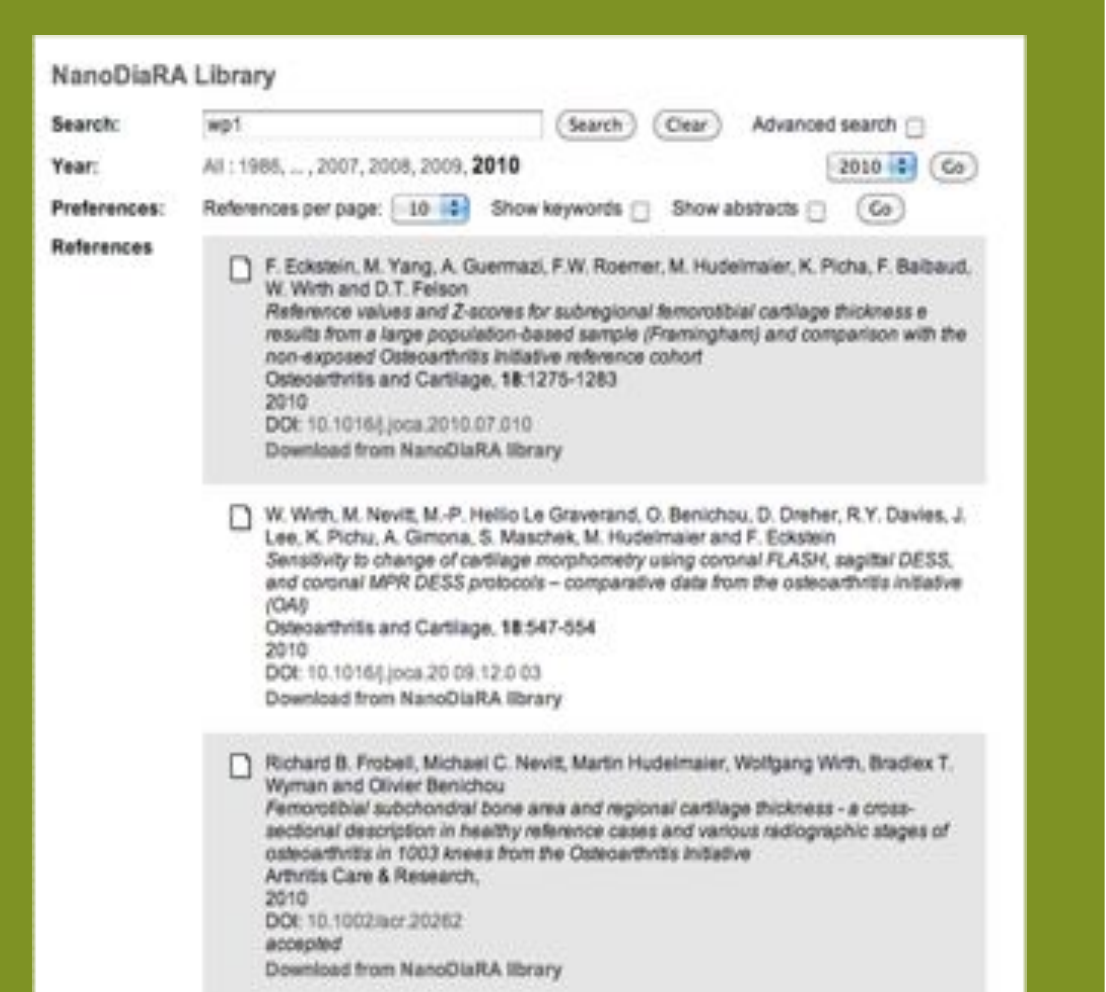 NanoDiaRA Library
Search: wp1 Search Clear Advanced search
Year: All : 1986, ... , 2007, 2008, 2009, 2010 2010 Go
Preferences: References per page: 10 Show keywords Show abstracts Go
References
F. Eckstein, M. Yang, A. Guermazi, F.W. Roemer, M. Hudelmaier, K. Picha, F. Baibaud,
W. Wirth and D.T. Felson
Reference values and Z-scores for subregional femorotibial cartilage thickness e
results from a large population-based sample (Framingham) and comparison with the
non-exposed Osteoarthritis Initiative reference cohort
Osteoarthritis and Cartilage, 18:1275-1283
2010
DOI: 10.1016/j.joca.2010.07.010
Download from NanoDiaRA library
W. Wirth, M. Nevitt, M.-P. Hellio Le Graverand, O. Benichou, D. Dreher, R.Y. Davies, J.
Lee, K. Pichu, A. Gimona, S. Maschek, M. Hudelmaier and F. Eckstein
Sensitivity to change of cartilage morphometry using coronal FLASH, sagittal DESS,
and coronal MPR DESS protocols – comparative data from the osteoarthritis initiative
(OAI)
Osteoarthritis and Cartilage, 18:547-554
2010
DOI: 10.1016/j.joca.20 09.12.0 03
Download from NanoDiaRA library
Richard B. Frobell, Michael C. Nevitt, Martin Hudelmaier, Wolfgang Wirth, Bradlex T.
Wyman and Olivier Benichou
Femorotibial subchondral bone area and regional cartilage thickness - a cross-
sectional description in healthy reference cases and various radiographic stages of
osteoarthritis in 1003 knees from the Osteoarthritis Initiative
Arthritis Care & Research,
2010
DOI: 10.1002/acr.20262
accepted
Download from NanoDiaRA library